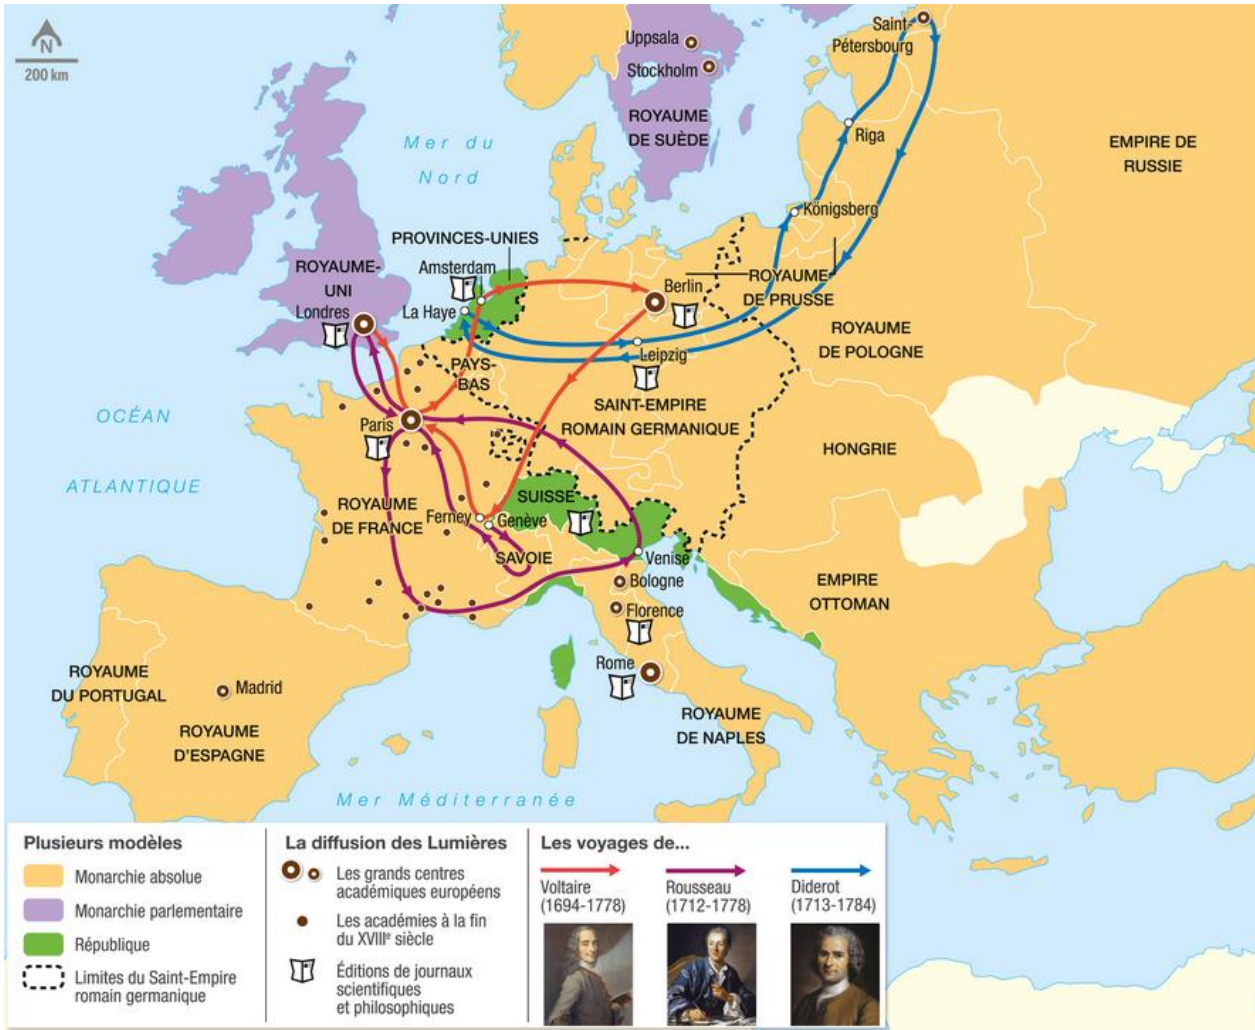 N
200 km
Uppsala
Stockholm
ROYAUME
DE SUÈDE
Saint-
Pétersbourg
Riga
EMPIRE DE
RUSSIE
Mer du
Nord
Königsberg
PROVINCES-UNIES
Amsterdam
La Haye
ROYAUME-
UNI
Londres
Berlin
ROYAUME
DE PRUSSE
ROYAUME
DE POLOGNE
Leipzig
PAYS-
BAS
SAINT-EMPIRE
ROMAIN GERMANIQUE
OCÉAN
ATLANTIQUE
Paris
HONGRIE
ROYAUME
DE FRANCE
SUISSE
Ferney
Genève
SAVOIE
Venise
Bologne
Florence
EMPIRE
OTTOMAN
Rome
ROYAUME
DU PORTUGAL
Madrid
ROYAUME
D'ESPAGNE
ROYAUME
DE NAPLES
Mer Méditerranée
Plusieurs modèles
Monarchie absolue
Monarchie parlementaire
République
Limites du Saint-Empire
romain germanique
La diffusion des Lumières
Les grands centres
académiques européens
Les académies à la fin
du XVIIIe siècle
Éditions de journaux
scientifiques
et philosophiques
Les voyages de...
Voltaire
(1694-1778)
Rousseau
(1712-1778)
Diderot
(1713-1784)